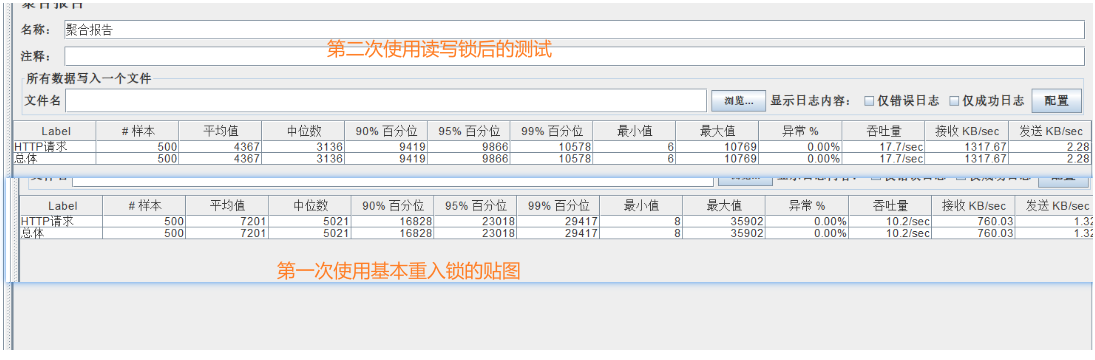 聚合报告
名称： 聚合报告
注释：
第二次使用读写锁后的测试
所有数据写入一个文件
文件名 浏览... 显示日志内容： 仅错误日志 仅成功日志 配置
Label # 样本 平均值 中位数 90% 百分位 95% 百分位 99% 百分位 最小值 最大值 异常 % 吞吐量 接收 KB/sec 发送 KB/sec
HTTP请求 500 4367 3136 9419 9866 10578 6 10769 0.00% 17.7/sec 1317.67 2.28
总体 500 4367 3136 9419 9866 10578 6 10769 0.00% 17.7/sec 1317.67 2.28
Label # 样本 平均值 中位数 90% 百分位 95% 百分位 99% 百分位 最小值 最大值 异常 % 吞吐量 接收 KB/sec 发送 KB/sec
HTTP请求 500 7201 5021 16828 23018 29417 8 35902 0.00% 10.2/sec 760.03 1.32
总体 500 7201 5021 16828 23018 29417 8 35902 0.00% 10.2/sec 760.03 1.32
第一次使用基本重入锁的贴图